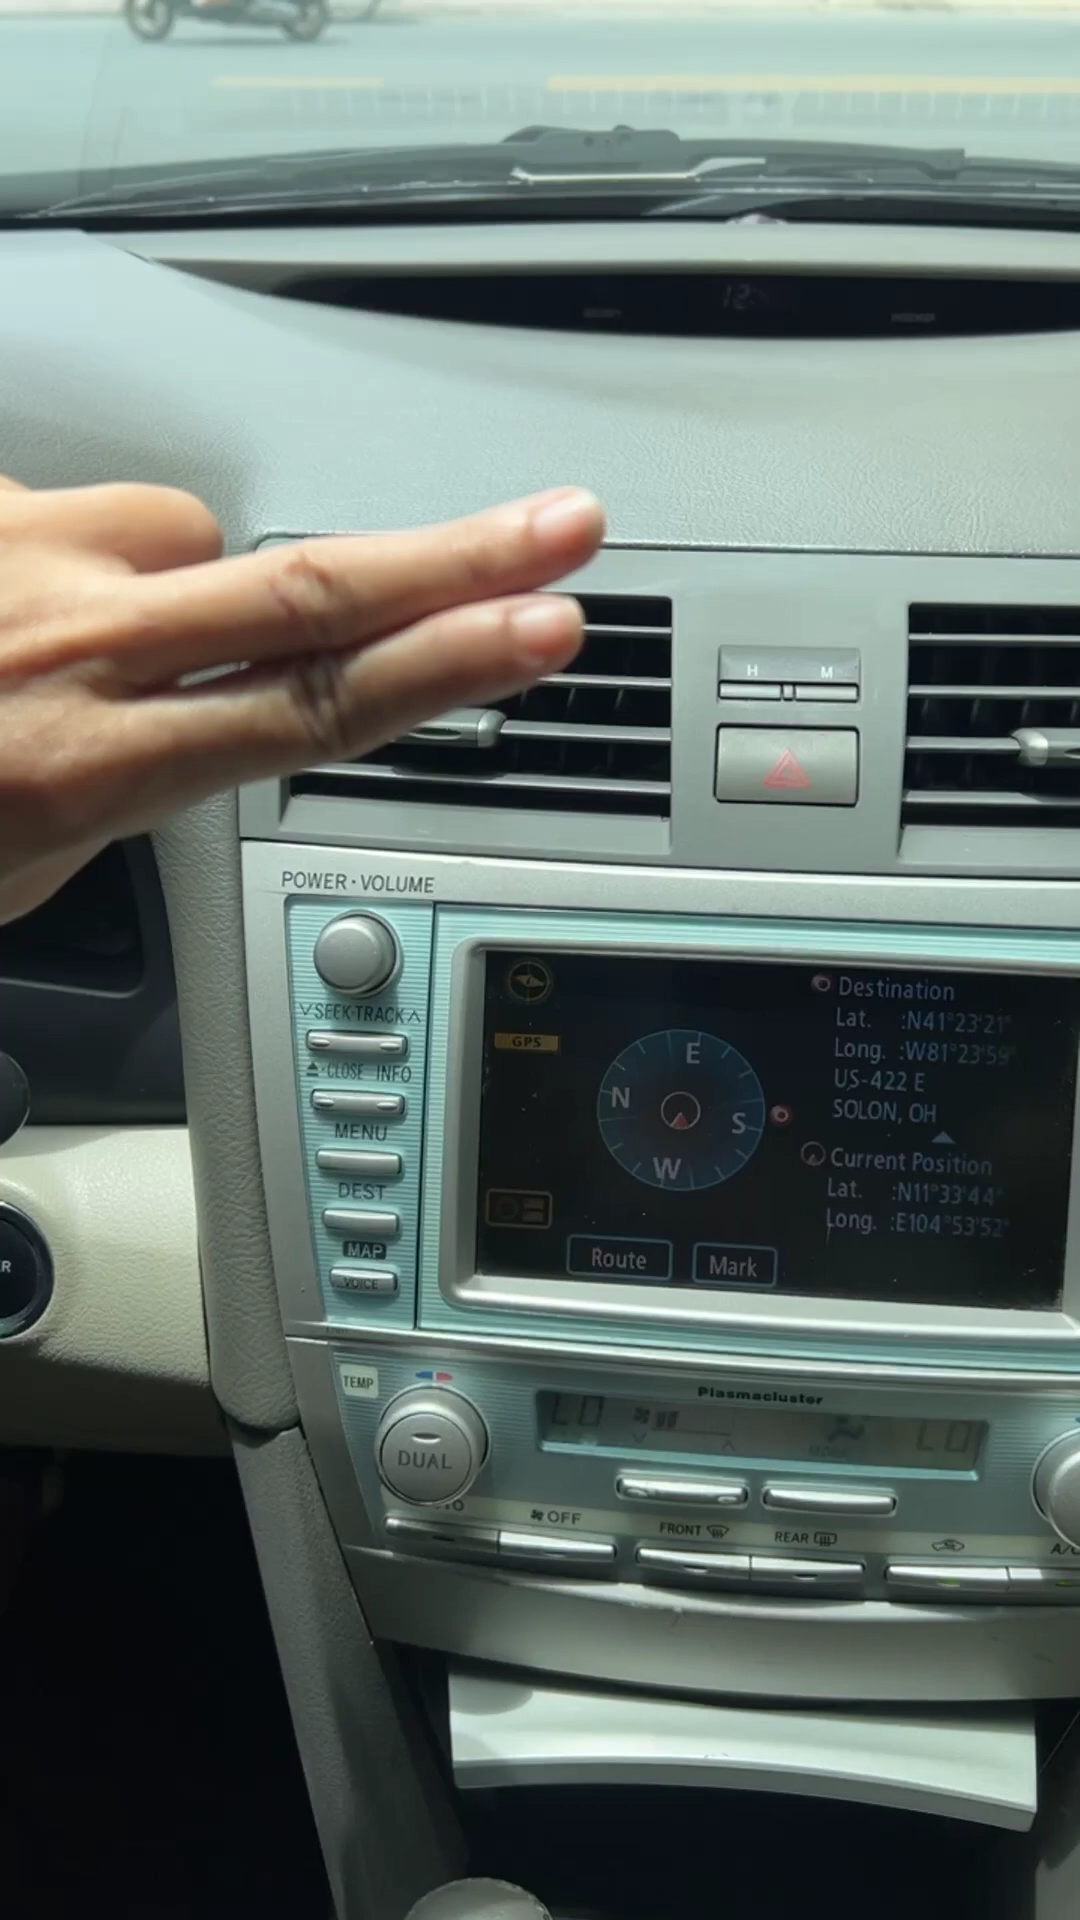 12
H M
POWER·VOLUME
SEEK·TRACK
CLOSE INFO
MENU
DEST
MAP
VOICE
GPS
E
N
S
W
Destination
Lat. :N41°23'21"
Long. :W81°23'59"
US-422 E
SOLON, OH
Current Position
Lat. :N11°33'44"
Long. :E104°53'52"
Route
Mark
TEMP
Plasmacluster
LO
LO
DUAL
OFF
FRONT
REAR